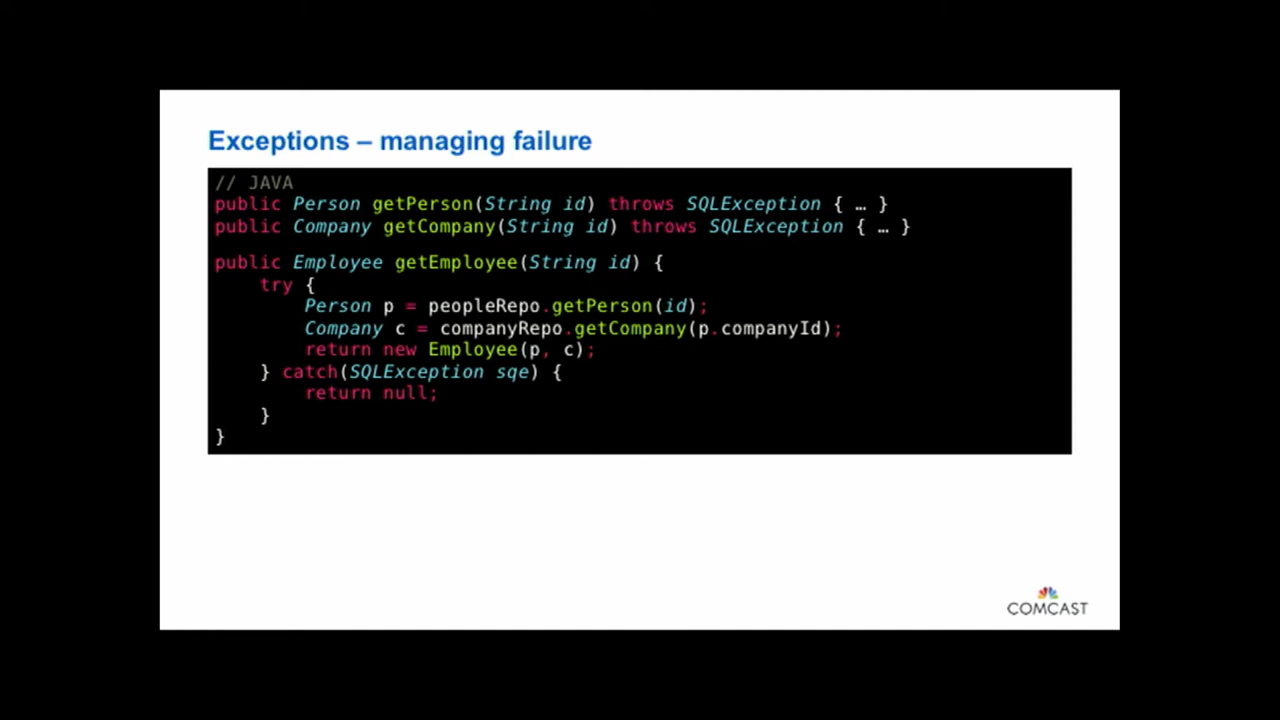 Exceptions – managing failure
// JAVA
public Person getPerson(String id) throws SQLException { … }
public Company getCompany(String id) throws SQLException { … }
public Employee getEmployee(String id) {
    try {
        Person p = peopleRepo.getPerson(id);
        Company c = companyRepo.getCompany(p.companyId);
        return new Employee(p, c);
    } catch(SQLException sqe) {
        return null;
    }
}
COMCAST